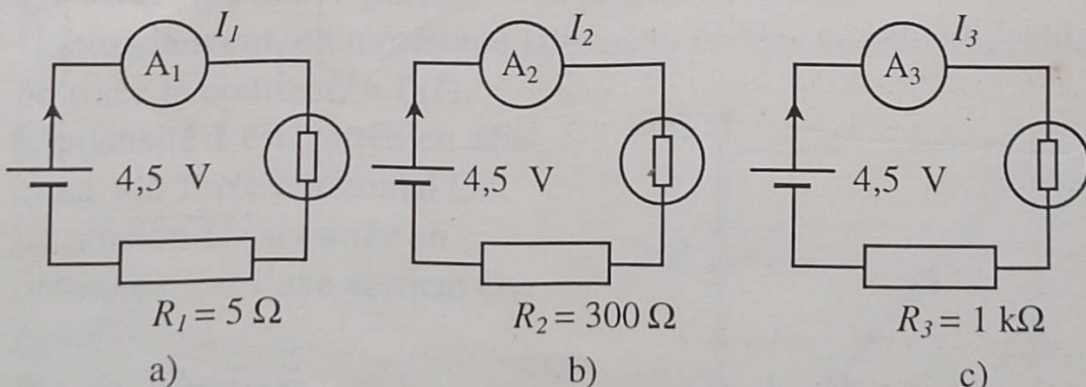 I1 I2 I3
A1 A2 A3
4,5 V 4,5 V 4,5 V
R1 = 5 Ω R2 = 300 Ω R3 = 1 kΩ
a) b) c)